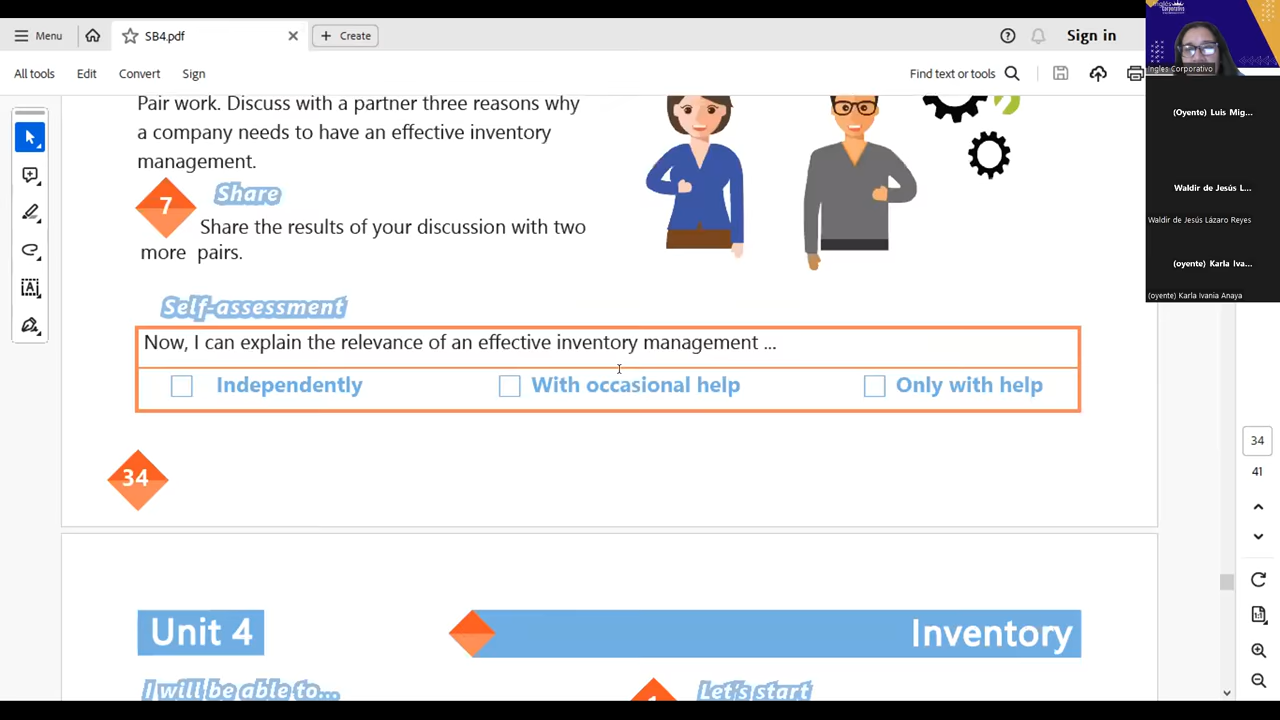 Menu
SB4.pdf
Create
Sign in
All tools
Edit
Convert
Sign
Find text or tools
Pair work. Discuss with a partner three reasons why
a company needs to have an effective inventory
management.
7
Share
Share the results of your discussion with two
more pairs.
Self-assessment
Now, I can explain the relevance of an effective inventory management ...
Independently
With occasional help
Only with help
34
Unit 4
Inventory
I will be able to...
1
Let's start
34
41
Inglés Corporativo
(Oyente) Luis Mig...
Waldir de Jesús L...
Waldir de Jesús Lázaro Reyes
(oyente) Karla Iva...
(oyente) Karla Ivania Anaya